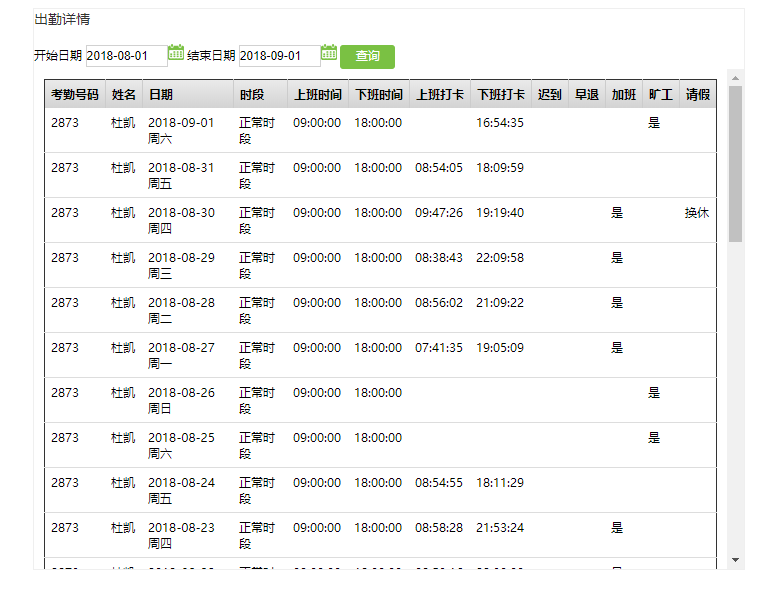 出勤详情
开始日期 2018-08-01 结束日期 2018-09-01 查询
考勤号码 姓名 日期 时段 上班时间 下班时间 上班打卡 下班打卡 迟到 早退 加班 旷工 请假
2873 杜凯 2018-09-01 正常时 09:00:00 18:00:00 16:54:35 是
周六 段
2873 杜凯 2018-08-31 正常时 09:00:00 18:00:00 08:54:05 18:09:59
周五 段
2873 杜凯 2018-08-30 正常时 09:00:00 18:00:00 09:47:26 19:19:40 是 换休
周四 段
2873 杜凯 2018-08-29 正常时 09:00:00 18:00:00 08:38:43 22:09:58 是
周三 段
2873 杜凯 2018-08-28 正常时 09:00:00 18:00:00 08:56:02 21:09:22 是
周二 段
2873 杜凯 2018-08-27 正常时 09:00:00 18:00:00 07:41:35 19:05:09 是
周一 段
2873 杜凯 2018-08-26 正常时 09:00:00 18:00:00 是
周日 段
2873 杜凯 2018-08-25 正常时 09:00:00 18:00:00 是
周六 段
2873 杜凯 2018-08-24 正常时 09:00:00 18:00:00 08:54:55 18:11:29
周五 段
2873 杜凯 2018-08-23 正常时 09:00:00 18:00:00 08:58:28 21:53:24 是
周四 段